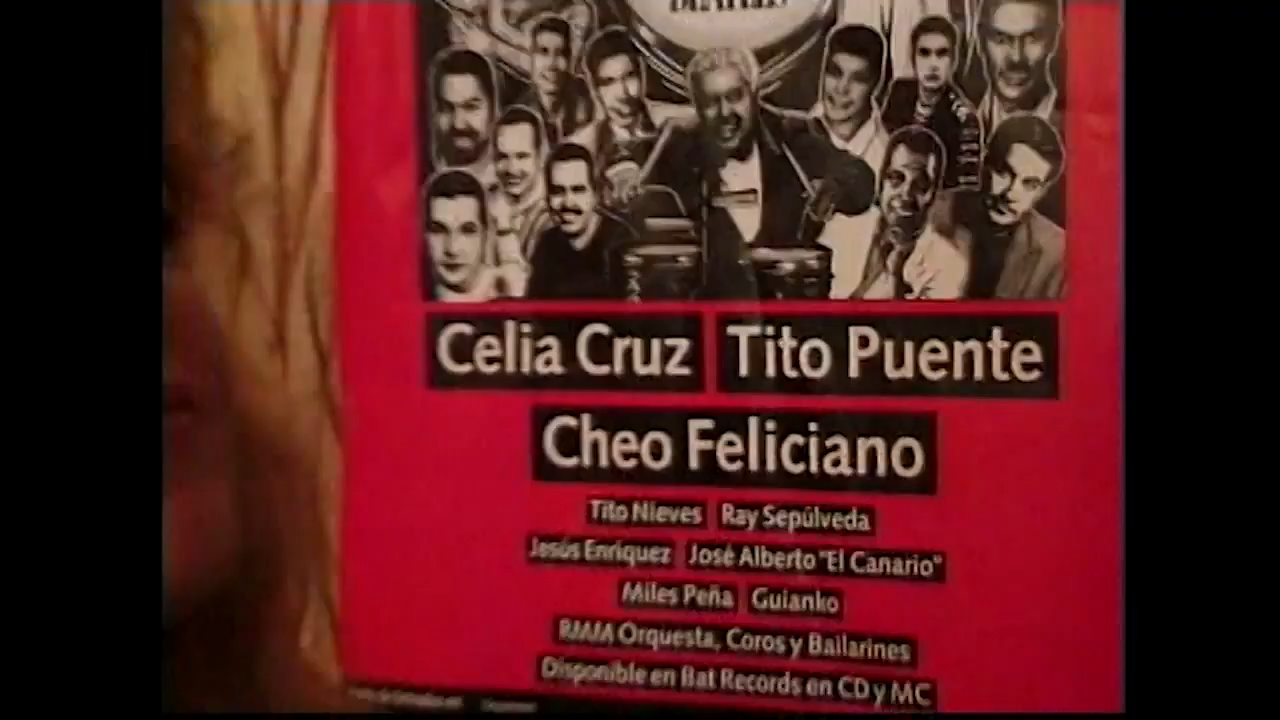 Celia Cruz Tito Puente
Cheo Feliciano
Tito Nieves Ray Sepúlveda
Jesús Enriquez José Alberto "El Canario"
Miles Peña Guianko
RMM Orquesta, Coros y Bailarines
Disponible en Bat Records en CD y MC